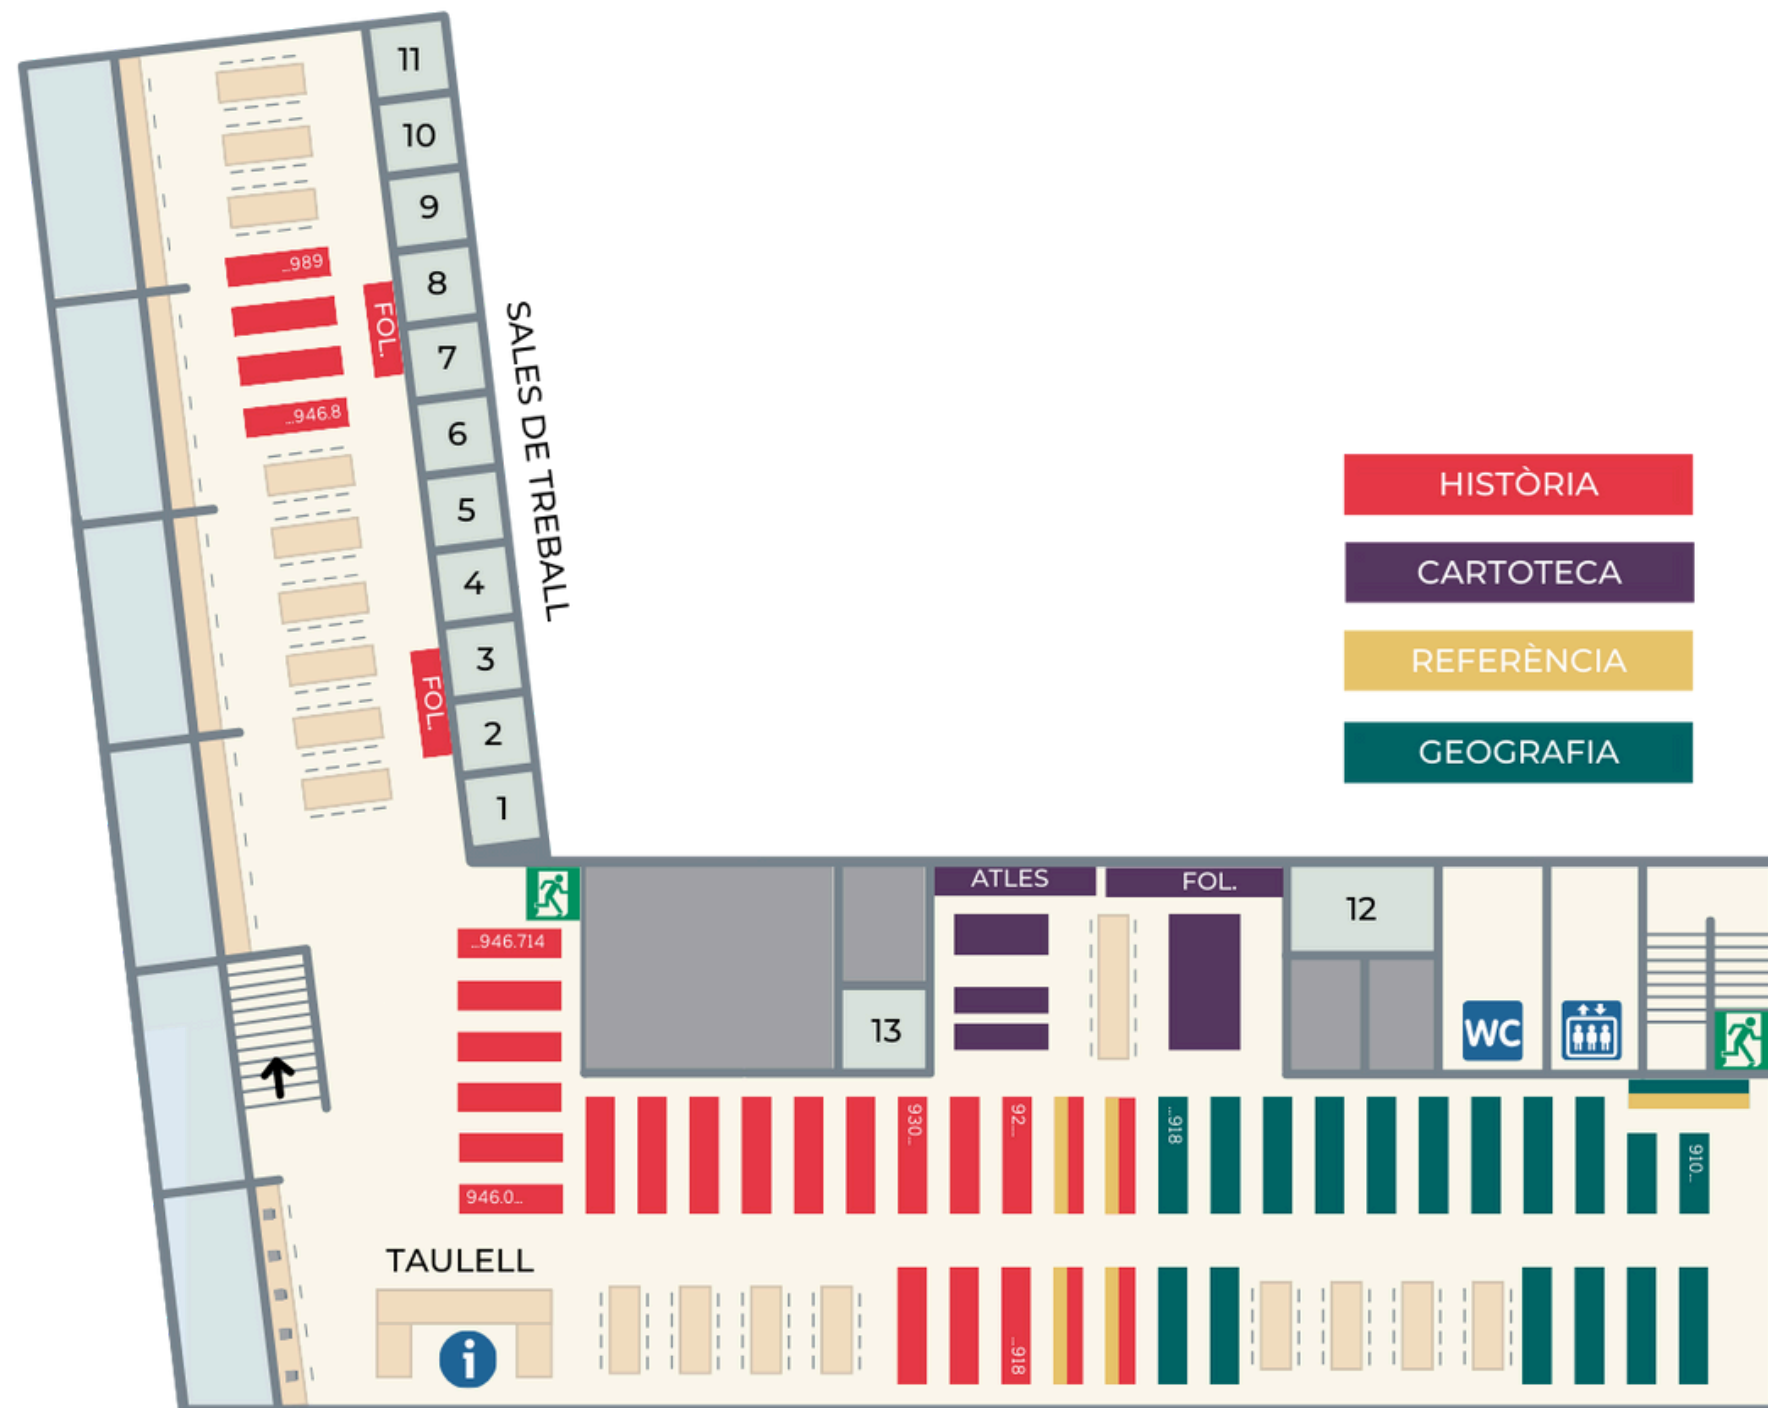 11
10
9
8
7
6
5
4
3
2
1
SALES DE TREBALL
...989
FOL.
...946.8
FOL.
HISTÒRIA
CARTOTECA
REFERÈNCIA
GEOGRAFIA
ATLES
FOL.
12
13
WC
...946.714
946.0...
930...
92...
...918
910...
TAULELL
i
...918